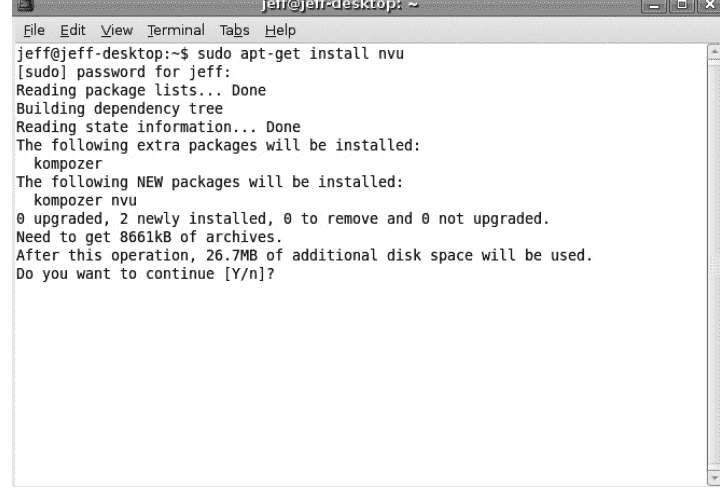 jeff@jeff-desktop: ~
File Edit View Terminal Tabs Help
jeff@jeff-desktop:~$ sudo apt-get install nvu
[sudo] password for jeff:
Reading package lists... Done
Building dependency tree
Reading state information... Done
The following extra packages will be installed:
  kompozer
The following NEW packages will be installed:
  kompozer nvu
0 upgraded, 2 newly installed, 0 to remove and 0 not upgraded.
Need to get 8661kB of archives.
After this operation, 26.7MB of additional disk space will be used.
Do you want to continue [Y/n]?